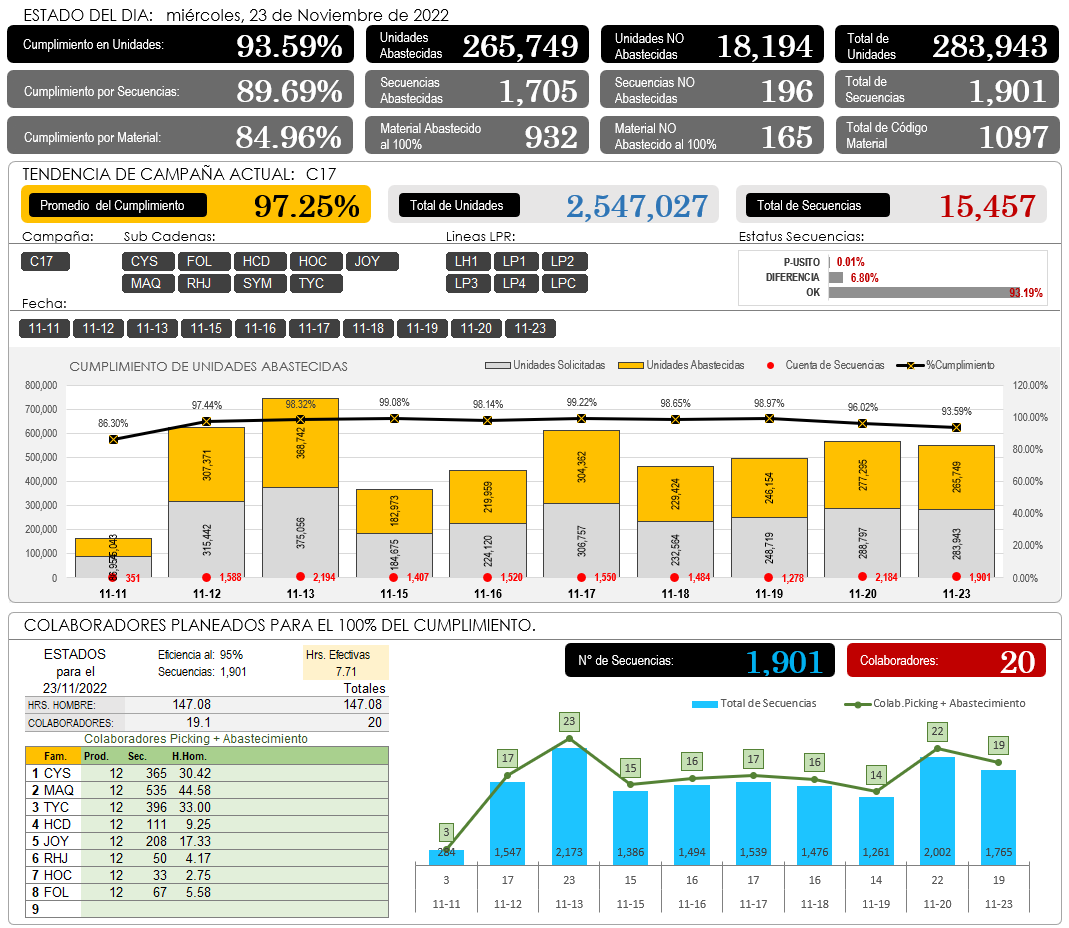 ESTADO DEL DIA: miércoles, 23 de Noviembre de 2022
Cumplimiento en Unidades: 93.59%
Unidades Abastecidas 265,749
Unidades NO Abastecidas 18,194
Total de Unidades 283,943
Cumplimiento por Secuencias: 89.69%
Secuencias Abastecidas 1,705
Secuencias NO Abastecidas 196
Total de Secuencias 1,901
Cumplimiento por Material: 84.96%
Material Abastecido al 100% 932
Material NO Abastecido al 100% 165
Total de Código Material 1097
TENDENCIA DE CAMPAÑA ACTUAL: C17
Promedio del Cumplimiento 97.25%
Total de Unidades 2,547,027
Total de Secuencias 15,457
Campaña: Sub Cadenas: Lineas LPR: Estatus Secuencias:
C17 CYS FOL HCD HOC JOY LH1 LP1 LP2
MAQ RHJ SYM TYC LP3 LP4 LPC
P-USITO 0.01%
DIFERENCIA 6.80%
OK 93.19%
Fecha:
11-11 11-12 11-13 11-15 11-16 11-17 11-18 11-19 11-20 11-23
CUMPLIMIENTO DE UNIDADES ABASTECIDAS
Unidades Solicitadas Unidades Abastecidas Cuenta de Secuencias %Cumplimiento
800,000
700,000
600,000
500,000
400,000
300,000
200,000
100,000
0
120.00%
100.00%
80.00%
60.00%
40.00%
20.00%
0.00%
86.30% 97.44% 98.32% 99.08% 98.14% 99.22% 98.65% 98.97% 96.02% 93.59%
307,371 368,742 182,973 219,959 304,362 229,424 246,154 277,295 265,749
315,442 375,056 184,675 224,120 306,757 232,564 248,719 288,797 283,943
351 1,588 2,194 1,407 1,520 1,550 1,484 1,278 2,184 1,901
11-11 11-12 11-13 11-15 11-16 11-17 11-18 11-19 11-20 11-23
COLABORADORES PLANEADOS PARA EL 100% DEL CUMPLIMIENTO.
ESTADOS
para el
23/11/2022
Eficiencia al: 95%
Secuencias: 1,901
Hrs. Efectivas
7.71
Totales
HRS. HOMBRE: 147.08 147.08
COLABORADORES: 19.1 20
Colaboradores Picking + Abastecimiento
Fam. Prod. Sec. H.Hom.
1 CYS 12 365 30.42
2 MAQ 12 535 44.58
3 TYC 12 396 33.00
4 HCD 12 111 9.25
5 JOY 12 208 17.33
6 RHJ 12 50 4.17
7 HOC 12 33 2.75
8 FOL 12 67 5.58
9
N° de Secuencias: 1,901
Colaboradores: 20
Total de Secuencias Colab.Picking + Abastecimiento
3 17 23 15 16 17 16 14 22 19
284 1,547 2,173 1,386 1,494 1,539 1,476 1,261 2,002 1,765
3 17 23 15 16 17 16 14 22 19
11-11 11-12 11-13 11-15 11-16 11-17 11-18 11-19 11-20 11-23